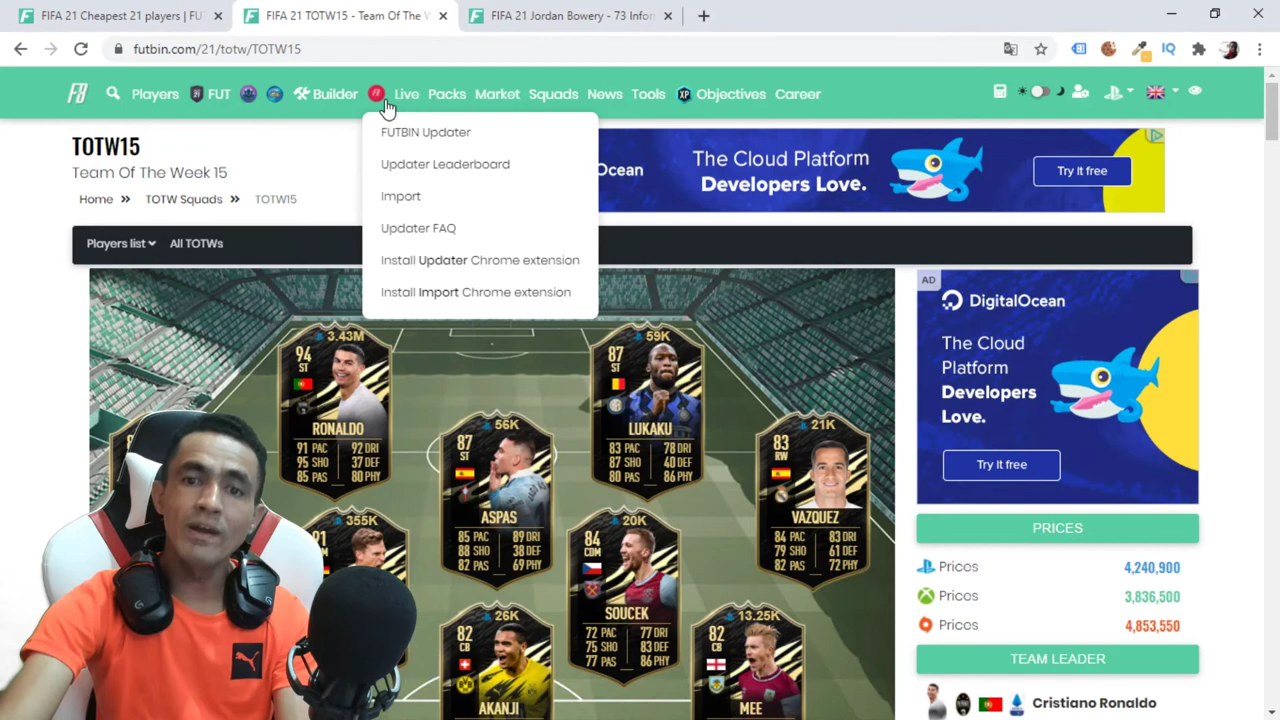 FIFA 21 Cheapest 21 players | FU
FIFA 21 TOTW15 - Team Of The W
FIFA 21 Jordan Bowery - 73 Infor
futbin.com/21/totw/TOTW15
Players
FUT
Builder
Live
Packs
Market
Squads
News
Tools
XP
Objectives
Career
FUTBIN Updater
Updater Leaderboard
Import
Updater FAQ
Install Updater Chrome extension
Install Import Chrome extension
TOTW15
Team Of The Week 15
Home » TOTW Squads » TOTW15
Ocean
The Cloud Platform
Developers Love.
Try it free
Players list
All TOTWs
3.43M
94
ST
RONALDO
91 PAC 92 DRI
95 SHO 37 DEF
85 PAS 80 PHY
59K
87
ST
LUKAKU
83 PAC 78 DRI
87 SHO 40 DEF
80 PAS 86 PHY
56K
87
ST
ASPAS
85 PAC 89 DRI
88 SHO 38 DEF
82 PAS 69 PHY
21K
83
RW
VAZQUEZ
84 PAC 83 DRI
79 SHO 61 DEF
82 PAS 72 PHY
355K
91
20K
84
CDM
SOUCEK
72 PAC 77 DRI
75 SHO 83 DEF
77 PAS 86 PHY
26K
82
CB
AKANJI
13.25K
82
CB
MEE
AD
DigitalOcean
The Cloud
Platform
Developers
Love.
Try it free
PRICES
Prices 4,240,900
Prices 3,836,500
Prices 4,853,550
TEAM LEADER
Cristiano Ronaldo
IQ
PUMA